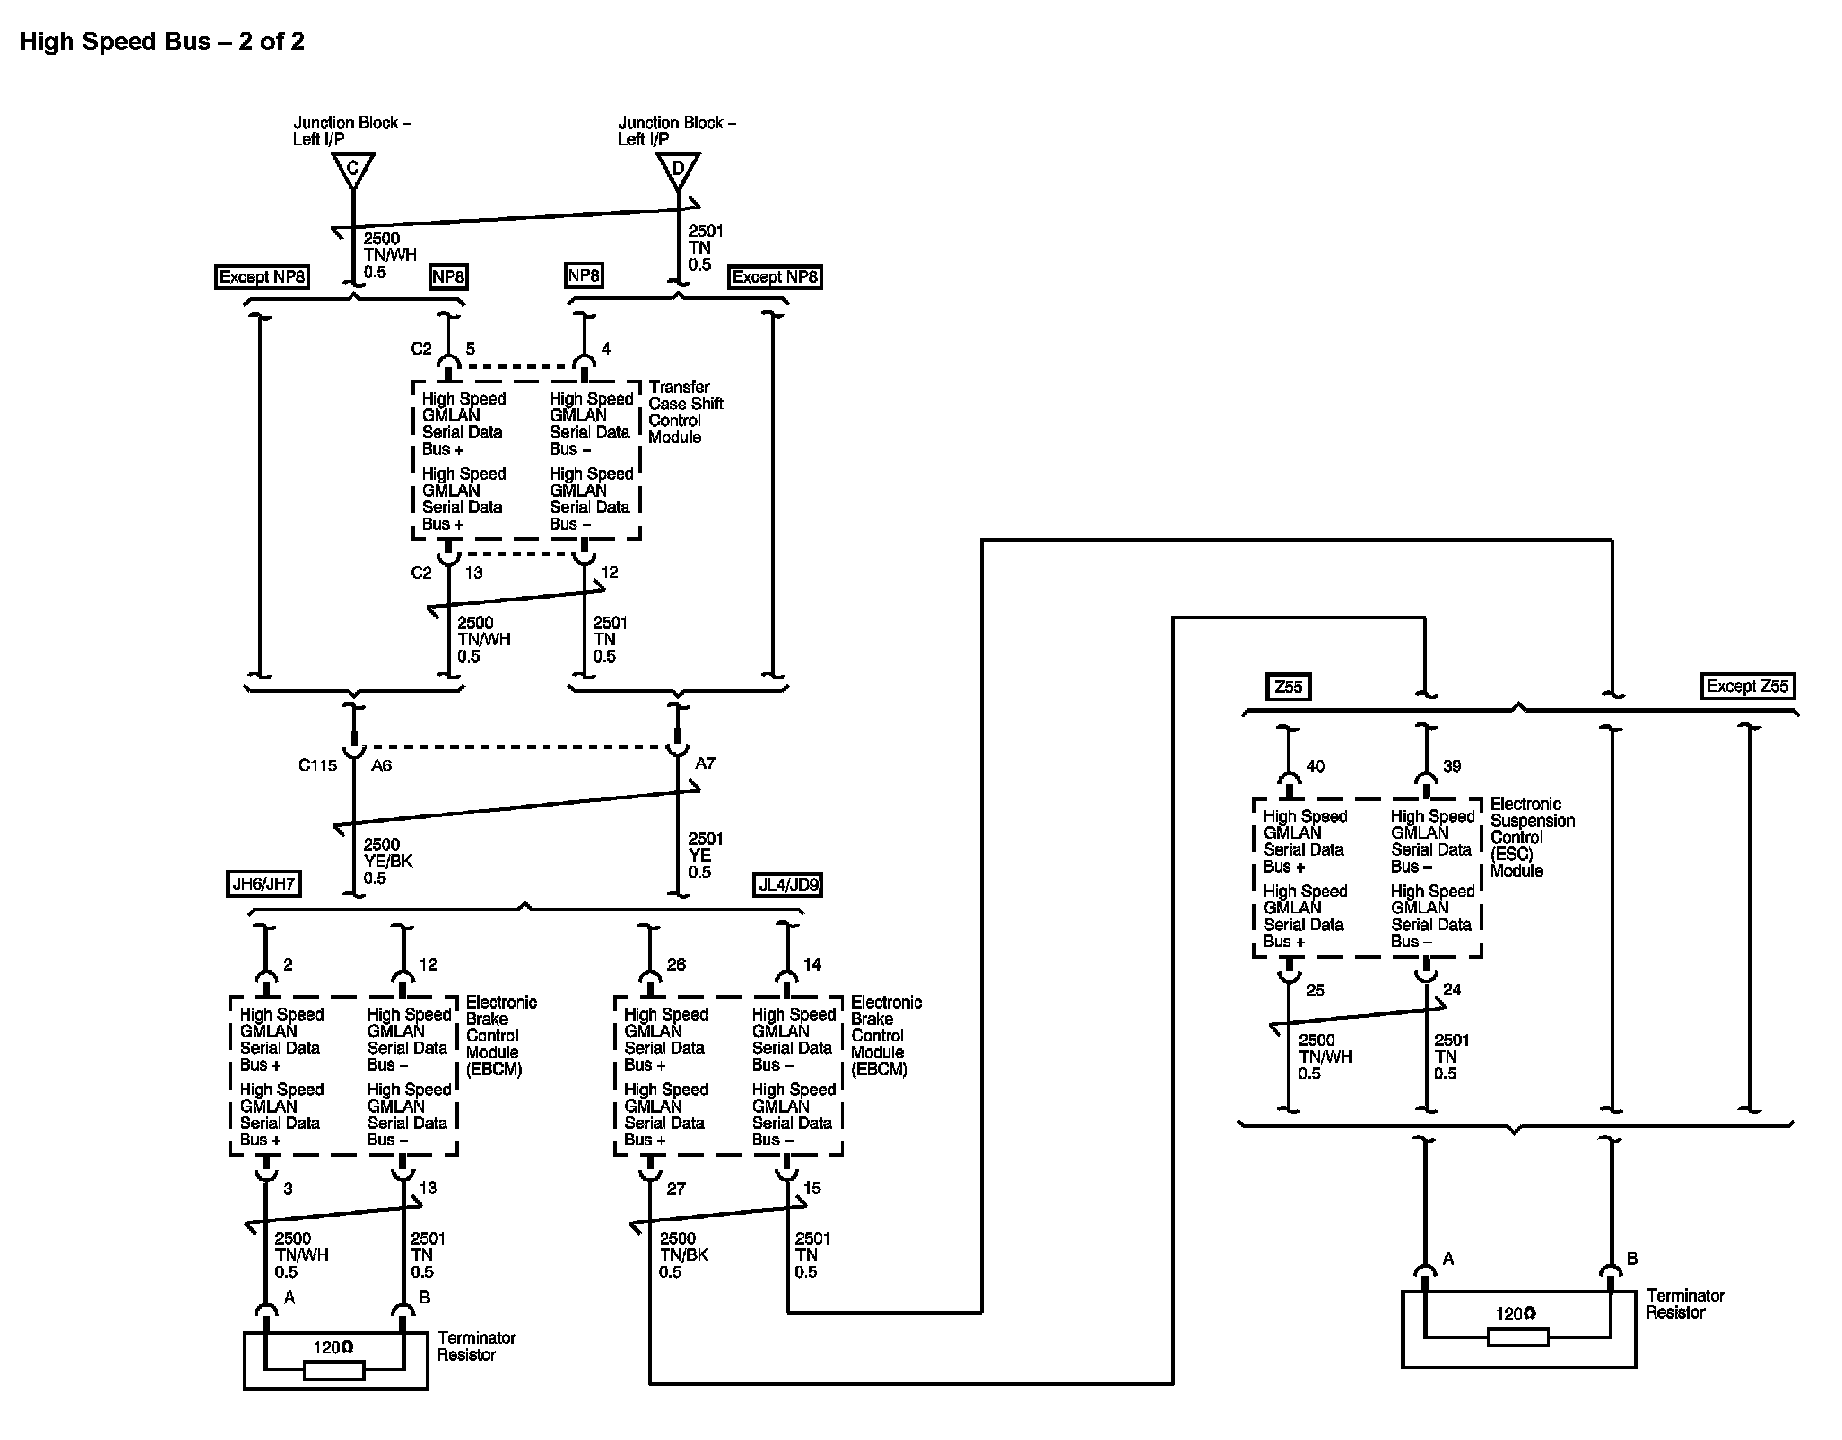 High Speed Bus – 2 of 2
Junction Block –
Left I/P
C
Junction Block –
Left I/P
D
2500
TN/WH
0.5
2501
TN
0.5
Except NP8
NP8
NP8
Except NP8
C2
5
4
High Speed
GMLAN
Serial Data
Bus +
High Speed
GMLAN
Serial Data
Bus –
Transfer
Case Shift
Control
Module
High Speed
GMLAN
Serial Data
Bus +
High Speed
GMLAN
Serial Data
Bus –
C2
13
12
2500
TN/WH
0.5
2501
TN
0.5
C115
A6
A7
2500
YE/BK
0.5
2501
YE
0.5
JH6/JH7
JL4/JD9
2
12
26
14
High Speed
GMLAN
Serial Data
Bus +
High Speed
GMLAN
Serial Data
Bus –
Electronic
Brake
Control
Module
(EBCM)
High Speed
GMLAN
Serial Data
Bus +
High Speed
GMLAN
Serial Data
Bus –
3
13
2500
TN/WH
0.5
2501
TN
0.5
A
B
120Ω
Terminator
Resistor
High Speed
GMLAN
Serial Data
Bus +
High Speed
GMLAN
Serial Data
Bus –
Electronic
Brake
Control
Module
(EBCM)
High Speed
GMLAN
Serial Data
Bus +
High Speed
GMLAN
Serial Data
Bus –
27
15
2500
TN/BK
0.5
2501
TN
0.5
Z55
Except Z55
40
39
High Speed
GMLAN
Serial Data
Bus +
High Speed
GMLAN
Serial Data
Bus –
Electronic
Suspension
Control
(ESC)
Module
High Speed
GMLAN
Serial Data
Bus +
High Speed
GMLAN
Serial Data
Bus –
25
24
2500
TN/WH
0.5
2501
TN
0.5
A
B
120Ω
Terminator
Resistor